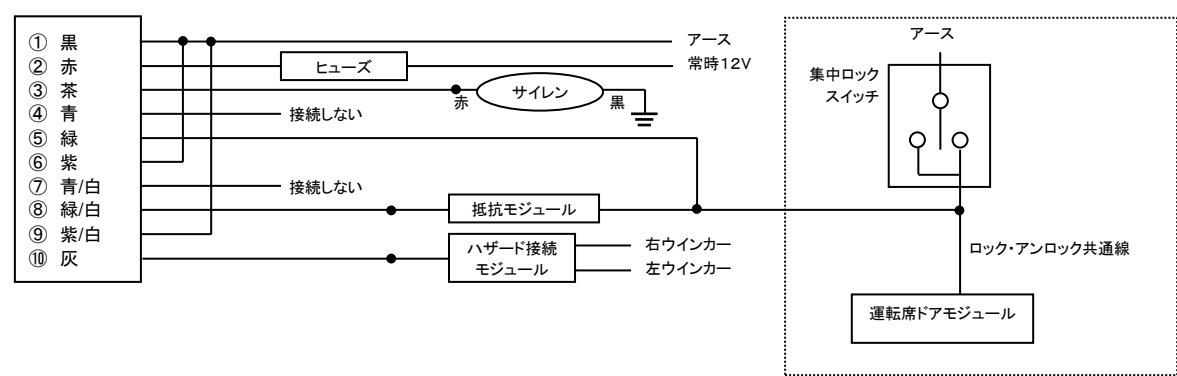 ① 黒
② 赤
③ 茶
④ 青
⑤ 緑
⑥ 紫
⑦ 青/白
⑧ 緑/白
⑨ 紫/白
⑩ 灰
アース
ヒューズ
常時12V
赤
サイレン
黒
接続しない
接続しない
抵抗モジュール
ハザード接続
モジュール
右ウインカー
左ウインカー
アース
集中ロック
スイッチ
ロック・アンロック共通線
運転席ドアモジュール